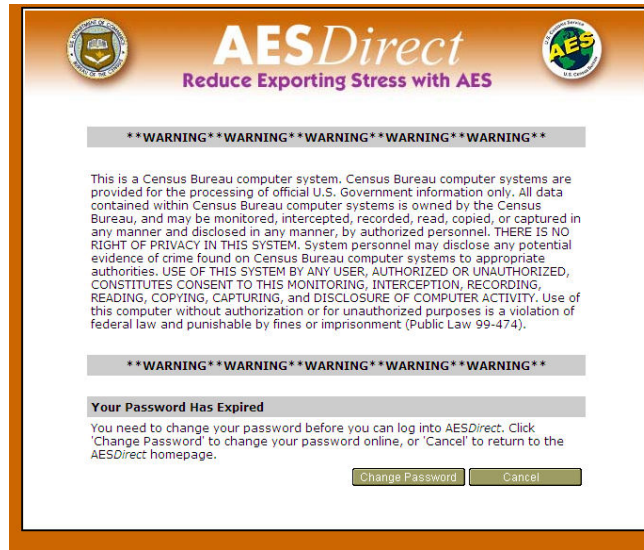 AESDirect
Reduce Exporting Stress with AES
AES
**WARNING**WARNING**WARNING**WARNING**WARNING**
This is a Census Bureau computer system. Census Bureau computer systems are
provided for the processing of official U.S. Government information only. All data
contained within Census Bureau computer systems is owned by the Census
Bureau, and may be monitored, intercepted, recorded, read, copied, or captured in
any manner and disclosed in any manner, by authorized personnel. THERE IS NO
RIGHT OF PRIVACY IN THIS SYSTEM. System personnel may disclose any potential
evidence of crime found on Census Bureau computer systems to appropriate
authorities. USE OF THIS SYSTEM BY ANY USER, AUTHORIZED OR UNAUTHORIZED,
CONSTITUTES CONSENT TO THIS MONITORING, INTERCEPTION, RECORDING,
READING, COPYING, CAPTURING, and DISCLOSURE OF COMPUTER ACTIVITY. Use of
this computer without authorization or for unauthorized purposes is a violation of
federal law and punishable by fines or imprisonment (Public Law 99-474).
**WARNING**WARNING**WARNING**WARNING**WARNING**
Your Password Has Expired
You need to change your password before you can log into AESDirect. Click
'Change Password' to change your password online, or 'Cancel' to return to the
AESDirect homepage.
Change Password Cancel